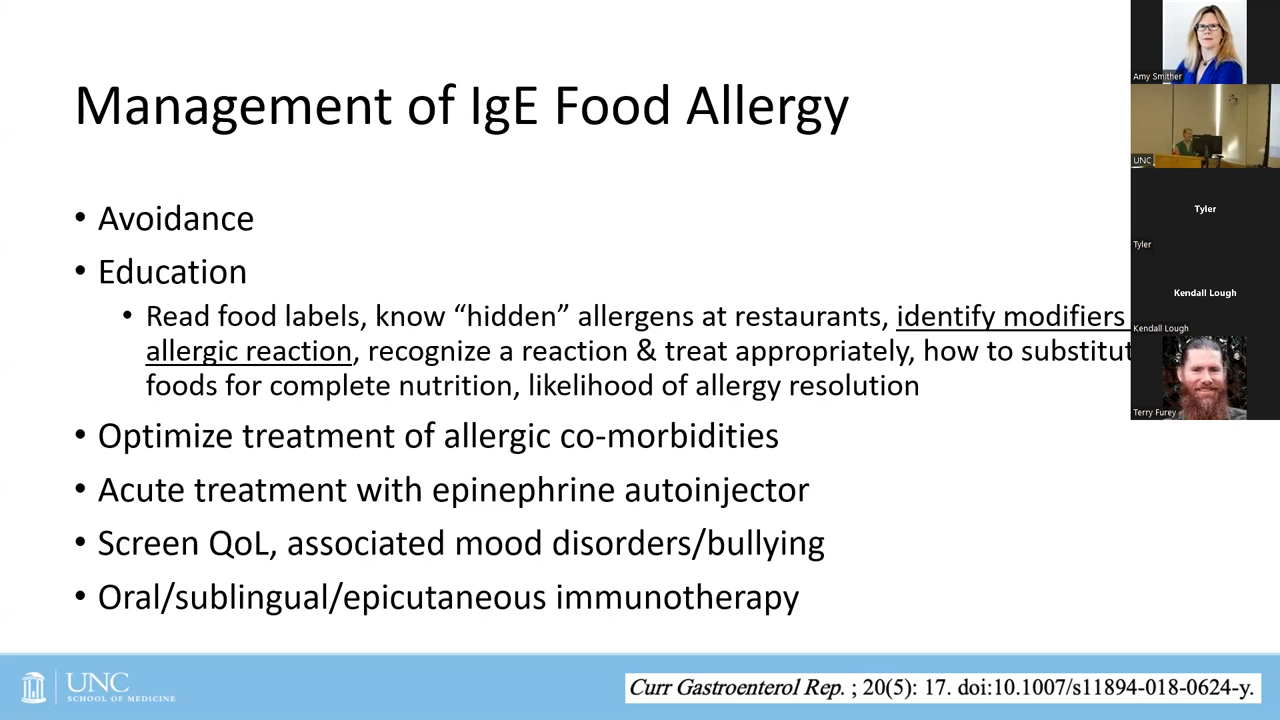 Management of IgE Food Allergy
• Avoidance
• Education
• Read food labels, know “hidden” allergens at restaurants, identify modifiers
allergic reaction, recognize a reaction & treat appropriately, how to substitut
foods for complete nutrition, likelihood of allergy resolution
• Optimize treatment of allergic co-morbidities
• Acute treatment with epinephrine autoinjector
• Screen QoL, associated mood disorders/bullying
• Oral/sublingual/epicutaneous immunotherapy
UNC
SCHOOL OF MEDICINE
Curr Gastroenterol Rep. ; 20(5): 17. doi:10.1007/s11894-018-0624-y.
Amy Smither
UNC
Tyler
Tyler
Kendall Lough
Kendall Lough
Terry Furey